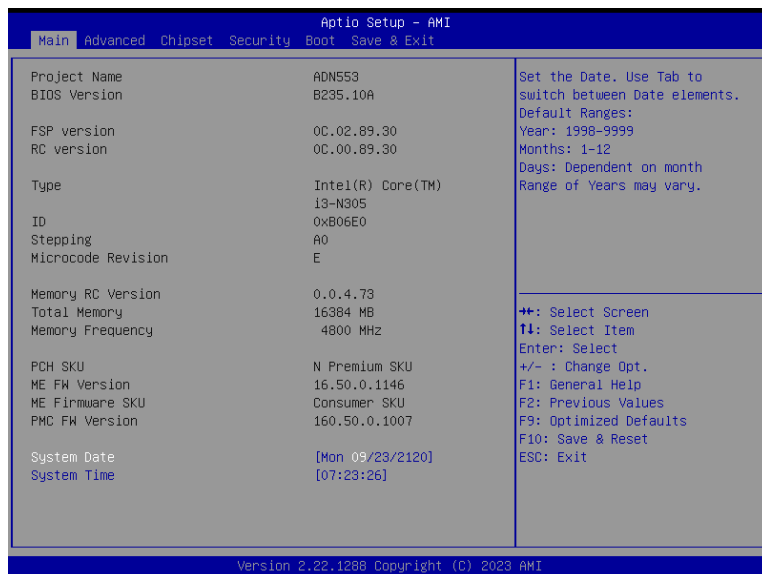 Aptio Setup – AMI
Main Advanced Chipset Security Boot Save & Exit
Project Name ADN553
BIOS Version B235.10A
FSP version 0C.02.89.30
RC version 0C.00.89.30
Type Intel(R) Core(TM)
i3-N305
ID 0xB06E0
Stepping A0
Microcode Revision E
Memory RC Version 0.0.4.73
Total Memory 16384 MB
Memory Frequency 4800 MHz
PCH SKU N Premium SKU
ME FW Version 16.50.0.1146
ME Firmware SKU Consumer SKU
PMC FW Version 160.50.0.1007
System Date [Mon 09/23/2120]
System Time [07:23:26]
Set the Date. Use Tab to
switch between Date elements.
Default Ranges:
Year: 1998-9999
Months: 1-12
Days: Dependent on month
Range of Years may vary.
→←: Select Screen
↑↓: Select Item
Enter: Select
+/- : Change Opt.
F1: General Help
F2: Previous Values
F9: Optimized Defaults
F10: Save & Reset
ESC: Exit
Version 2.22.1288 Copyright (C) 2023 AMI